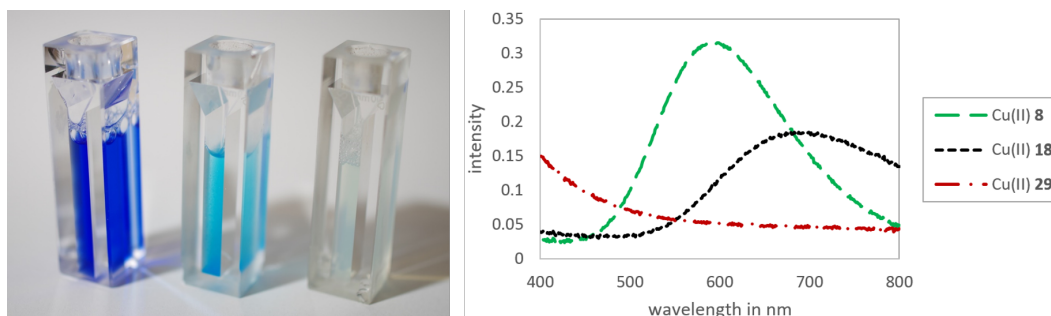 0.35
0.3
0.25
0.2
0.15
0.1
0.05
0
intensity
400 500 600 700 800
wavelength in nm
Cu(II) 8
Cu(II) 18
Cu(II) 29